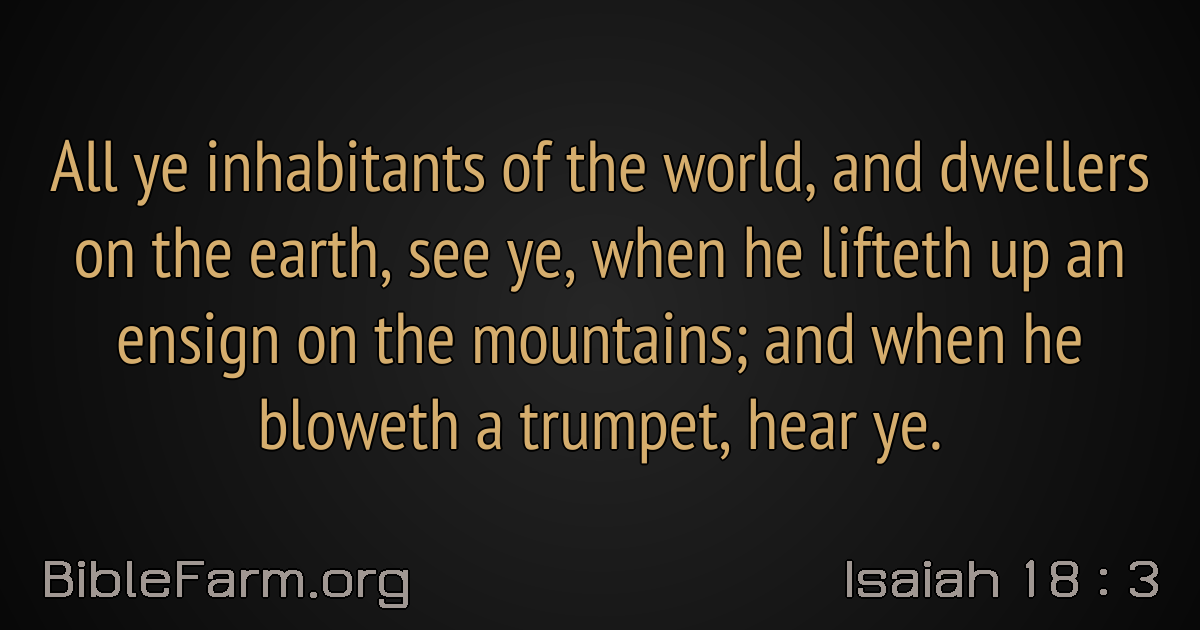 All ye inhabitants of the world, and dwellers
on the earth, see ye, when he lifteth up an
ensign on the mountains; and when he
bloweth a trumpet, hear ye.
BibleFarm.org
Isaiah 18 : 3